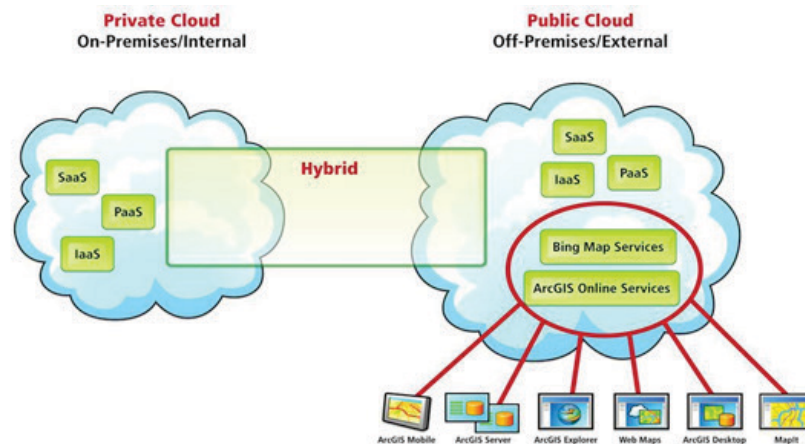 Private Cloud
On-Premises/Internal
Public Cloud
Off-Premises/External
SaaS
PaaS
IaaS
Hybrid
SaaS
IaaS
PaaS
Bing Map Services
ArcGIS Online Services
ArcGIS Mobile
ArcGIS Server
ArcGIS Explorer
Web Maps
ArcGIS Desktop
MapIt